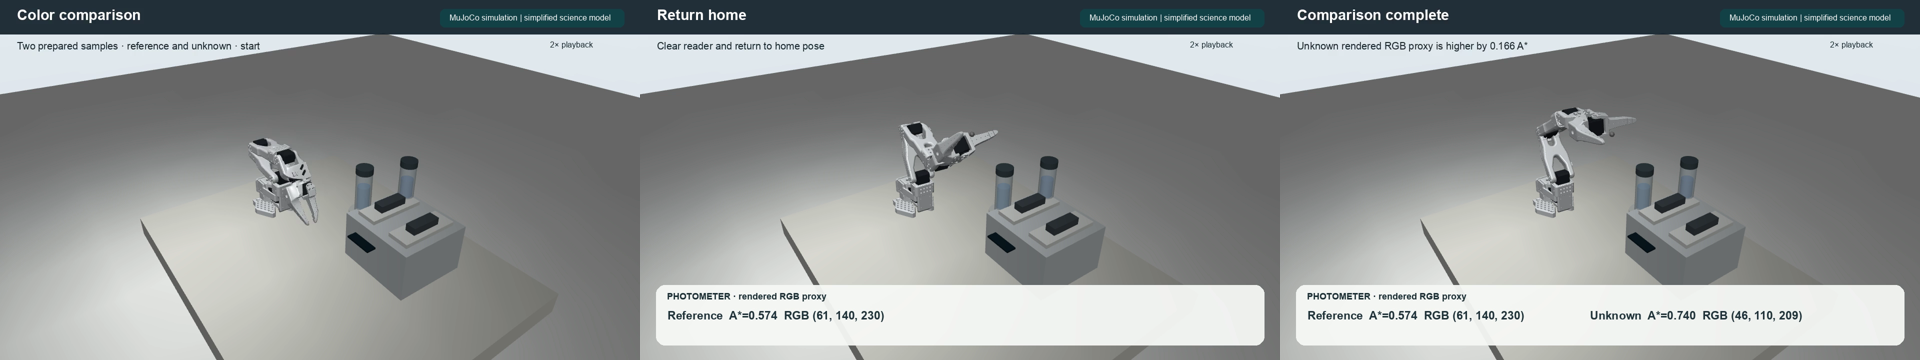 Color comparison
MuJoCo simulation | simplified science model
Two prepared samples · reference and unknown · start
2× playback
Return home
MuJoCo simulation | simplified science model
Clear reader and return to home pose
2× playback
PHOTOMETER · rendered RGB proxy
Reference A*=0.574 RGB (61, 140, 230)
Comparison complete
MuJoCo simulation | simplified science model
Unknown rendered RGB proxy is higher by 0.166 A*
2× playback
PHOTOMETER · rendered RGB proxy
Reference A*=0.574 RGB (61, 140, 230)
Unknown A*=0.740 RGB (46, 110, 209)